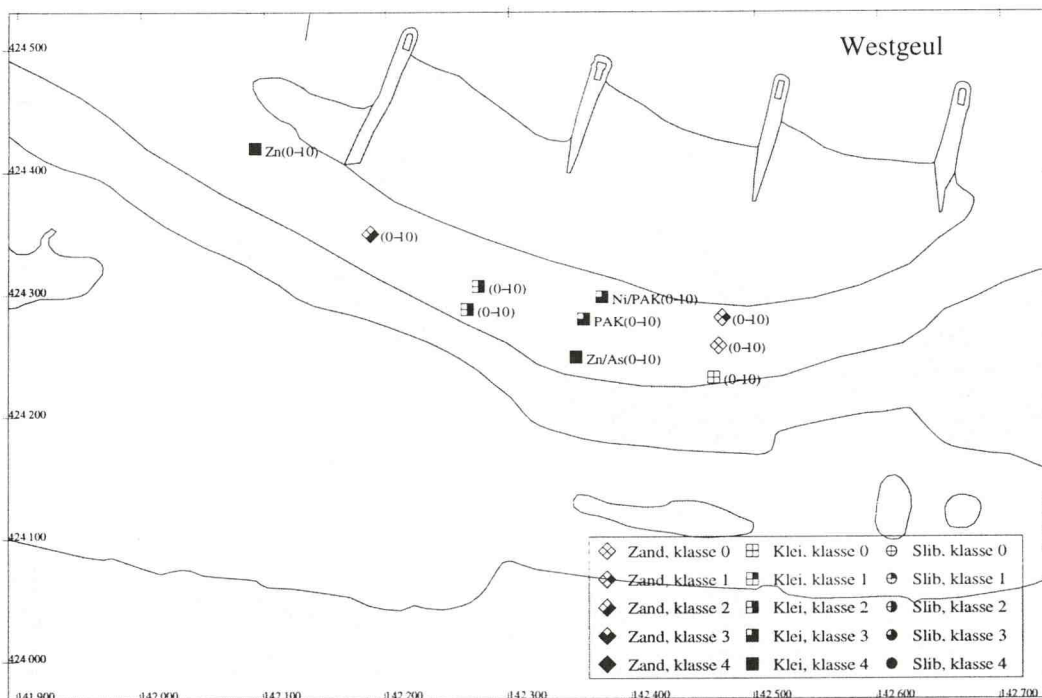 Westgeul
424 500
424 400
424 300
424 200
424 100
424 000
Zn(0-10)
(0-10)
(0-10)
(0-10)
Ni/PAK(0-10)
PAK(0-10)
Zn/As(0-10)
(0-10)
(0-10)
(0-10)
Zand, klasse 0 Klei, klasse 0 Slib, klasse 0
Zand, klasse 1 Klei, klasse 1 Slib, klasse 1
Zand, klasse 2 Klei, klasse 2 Slib, klasse 2
Zand, klasse 3 Klei, klasse 3 Slib, klasse 3
Zand, klasse 4 Klei, klasse 4 Slib, klasse 4
141 900 142 000 142 100 142 200 142 300 142 400 142 500 142 600 142 700